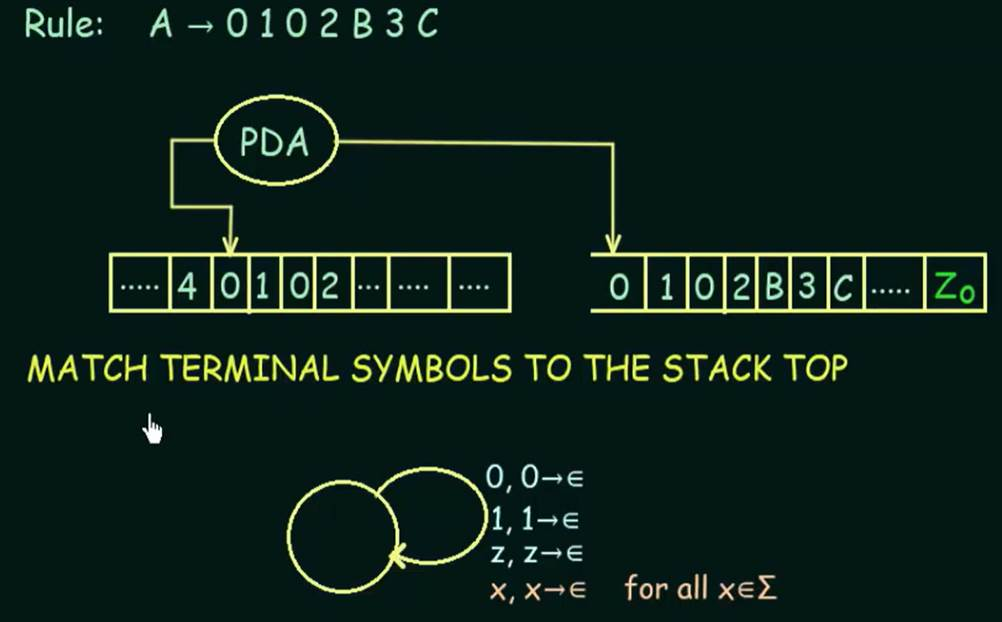 Rule: A → 0 1 0 2 B 3 C
PDA
..... 4 0 1 0 2 ... .... ....
0 1 0 2 B 3 C ..... Z₀
MATCH TERMINAL SYMBOLS TO THE STACK TOP
0, 0→∈
1, 1→∈
z, z→∈
x, x→∈ for all x∈Σ